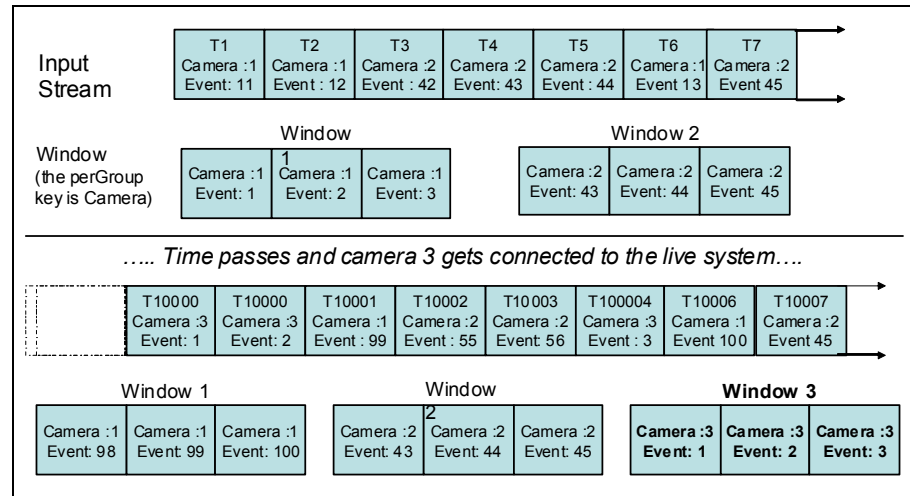 Input
Stream
T1
Camera :1
Event: 11
T2
Camera :1
Event : 12
T3
Camera :2
Event : 42
T4
Camera :2
Event: 43
T5
Camera :2
Event : 44
T6
Camera :1
Event 13
T7
Camera :2
Event 45
Window
(the perGroup
key is Camera)
Window
1
Camera :1
Event: 1
Camera :1
Event: 2
Camera :1
Event: 3
Window 2
Camera :2
Event: 43
Camera :2
Event: 44
Camera :2
Event: 45
….. Time passes and camera 3 gets connected to the live system….
T10000
Camera :3
Event: 1
T10000
Camera :3
Event: 2
T10001
Camera :1
Event : 99
T10002
Camera :2
Event : 55
T10003
Camera :2
Event: 56
T100004
Camera :3
Event : 3
T10006
Camera :1
Event 100
T10007
Camera :2
Event 45
Window 1
Camera :1
Event: 98
Camera :1
Event: 99
Camera :1
Event: 100
Window
2
Camera :2
Event: 43
Camera :2
Event: 44
Camera :2
Event: 45
Window 3
Camera :3
Event: 1
Camera :3
Event: 2
Camera :3
Event: 3